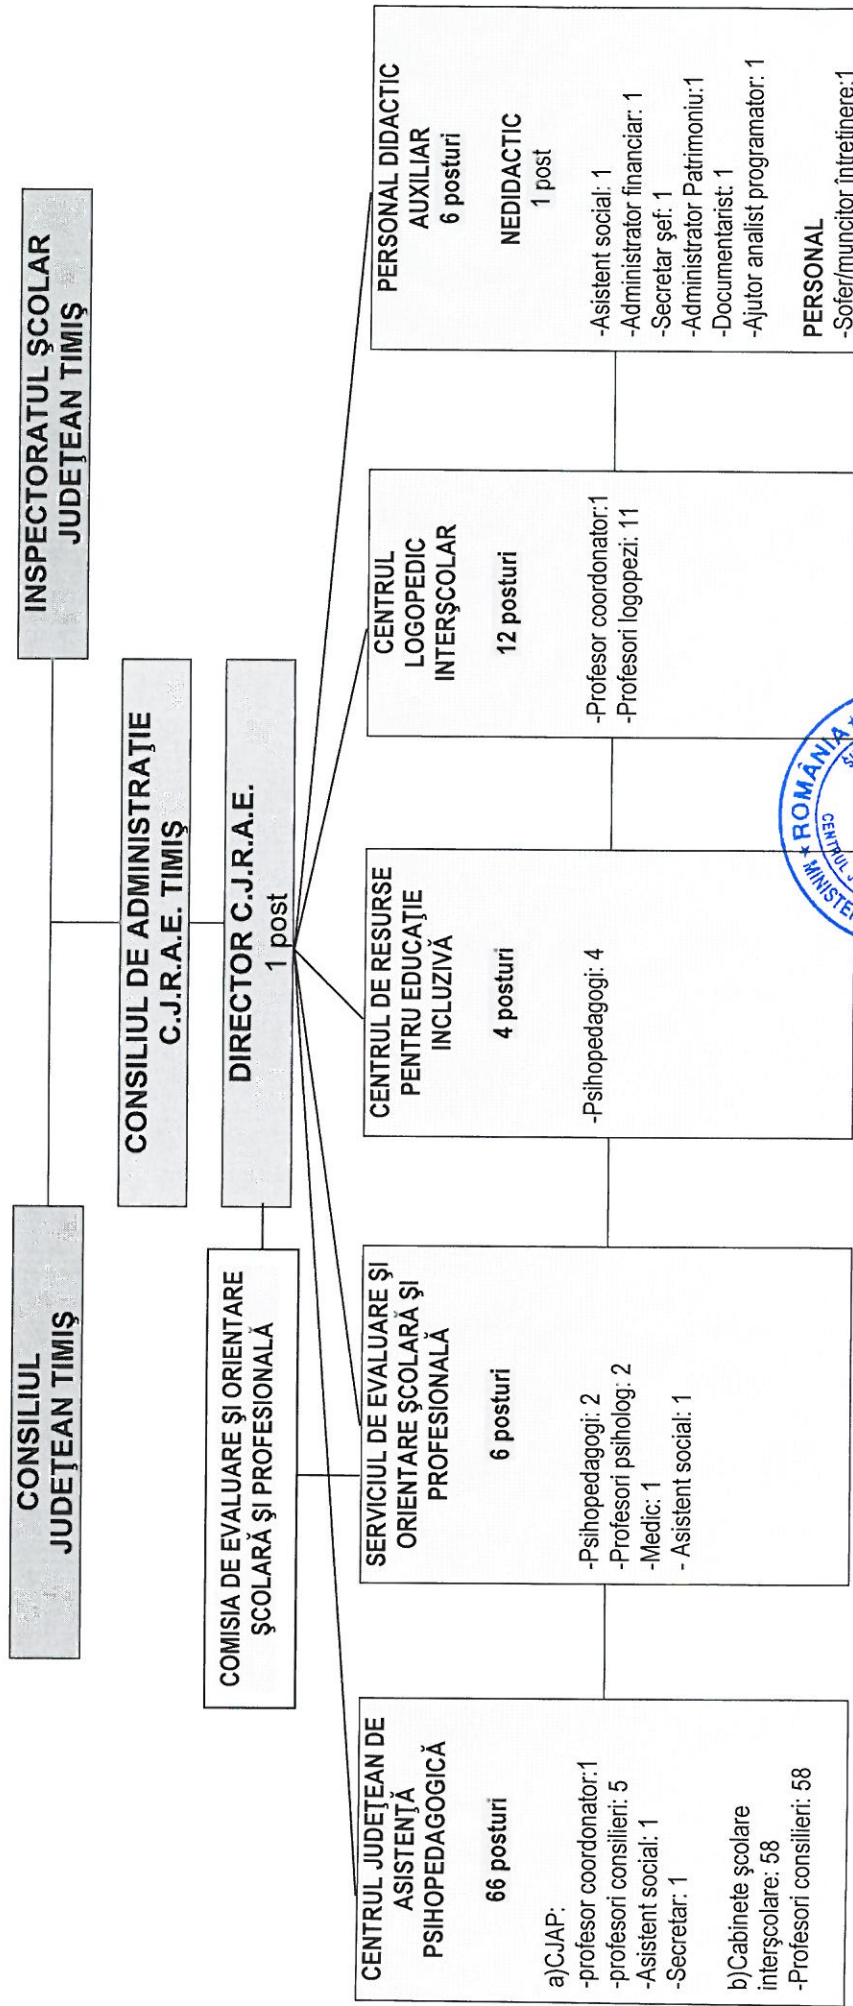 CONSILIUL
JUDEŢEAN TIMIŞ
INSPECTORATUL ŞCOLAR
JUDEŢEAN TIMIŞ
CONSILIUL DE ADMINISTRAŢIE
C.J.R.A.E. TIMIŞ
COMISIA DE EVALUARE ŞI ORIENTARE
ŞCOLARĂ ŞI PROFESIONALĂ
DIRECTOR C.J.R.A.E.
1 post
CENTRUL JUDEŢEAN DE
ASISTENŢĂ
PSIHOPEDAGOGICĂ
66 posturi
a)CJAP:
-profesor coordonator:1
-profesori consilieri: 5
-Asistent social: 1
-Secretar: 1
b)Cabinete şcolare
interşcolare: 58
-Profesori consilieri: 58
SERVICIUL DE EVALUARE ŞI
ORIENTARE ŞCOLARĂ ŞI
PROFESIONALĂ
6 posturi
-Psihopedagogi: 2
-Profesori psiholog: 2
-Medic: 1
- Asistent social: 1
CENTRUL DE RESURSE
PENTRU EDUCAŢIE
INCLUZIVĂ
4 posturi
-Psihopedagogi: 4
CENTRUL
LOGOPEDIC
INTERŞCOLAR
12 posturi
-Profesor coordonator:1
-Profesori logopezi: 11
PERSONAL DIDACTIC
AUXILIAR
6 posturi
NEDIDACTIC
1 post
-Asistent social: 1
-Administrator financiar: 1
-Secretar şef: 1
-Administrator Patrimoniu:1
-Documentarist: 1
-Ajutor analist programator: 1
PERSONAL
-Sofer/muncitor întreţinere:1
★ ROMÂNIA ★
CENTRUL